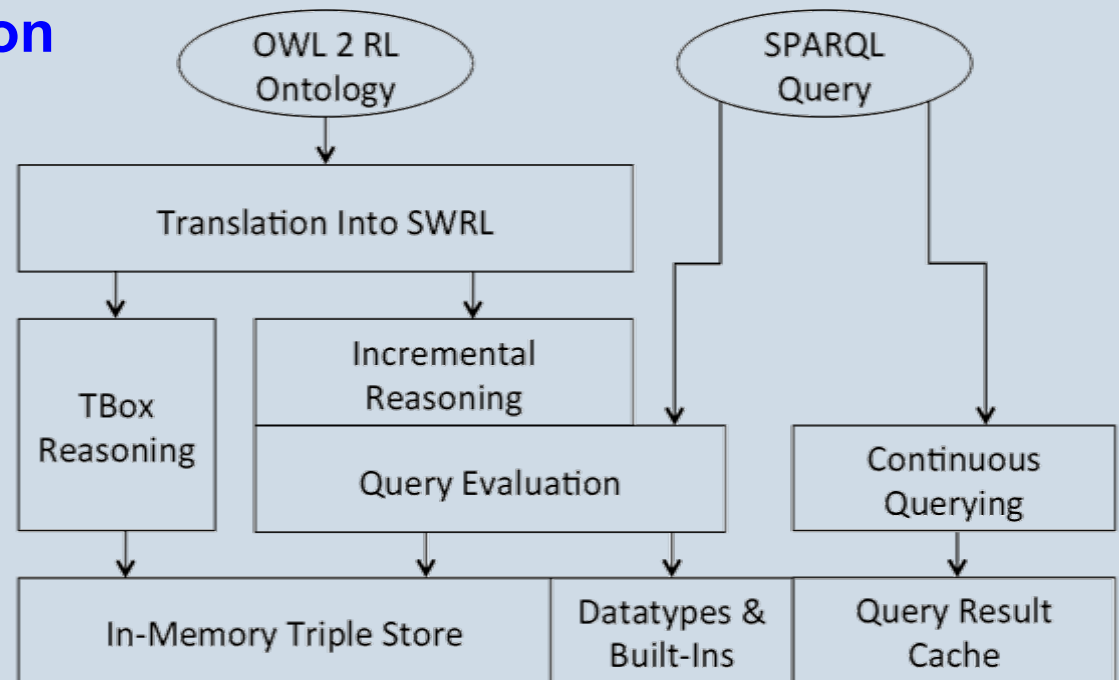 on
OWL 2 RL
Ontology
SPARQL
Query
Translation Into SWRL
TBox
Reasoning
Incremental
Reasoning
Query Evaluation
Continuous
Querying
In-Memory Triple Store
Datatypes &
Built-Ins
Query Result
Cache